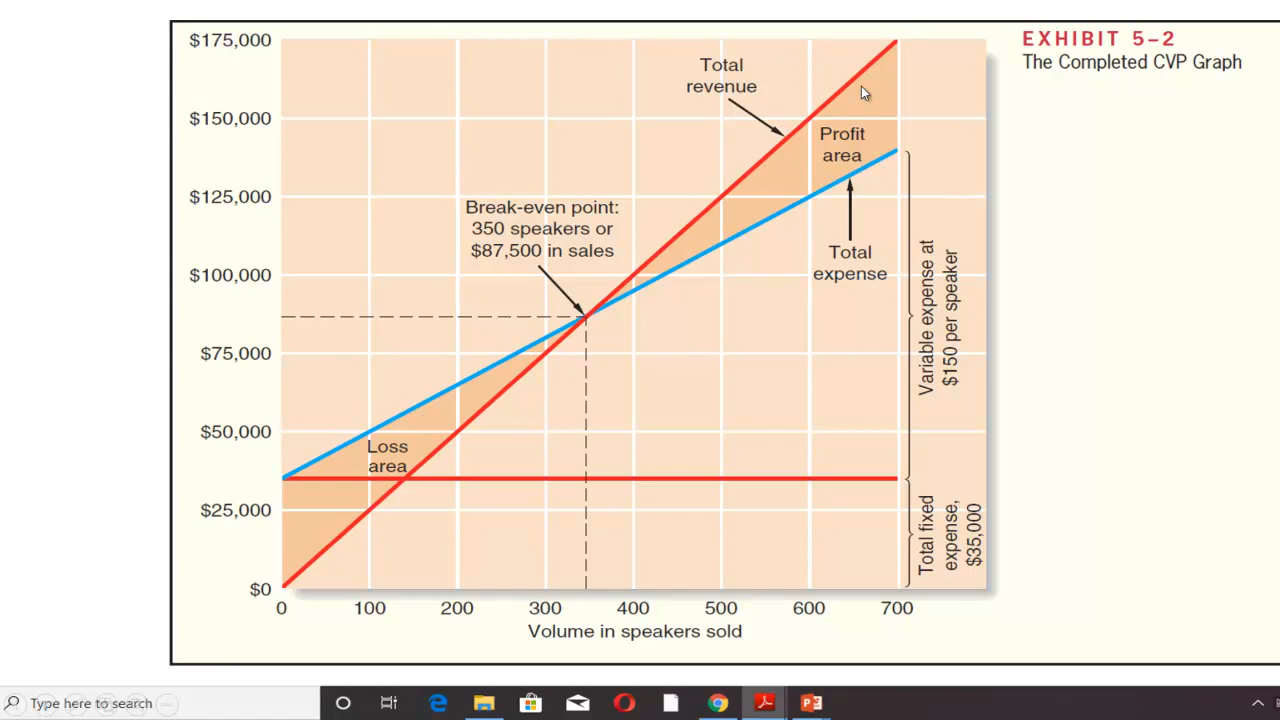 EXHIBIT 5–2
The Completed CVP Graph
$175,000
$150,000
$125,000
$100,000
$75,000
$50,000
$25,000
$0
Total
revenue
Profit
area
Break-even point:
350 speakers or
$87,500 in sales
Total
expense
Loss
area
Variable expense at
$150 per speaker
Total fixed
expense,
$35,000
0
100
200
300
400
500
600
700
Volume in speakers sold
Type here to search